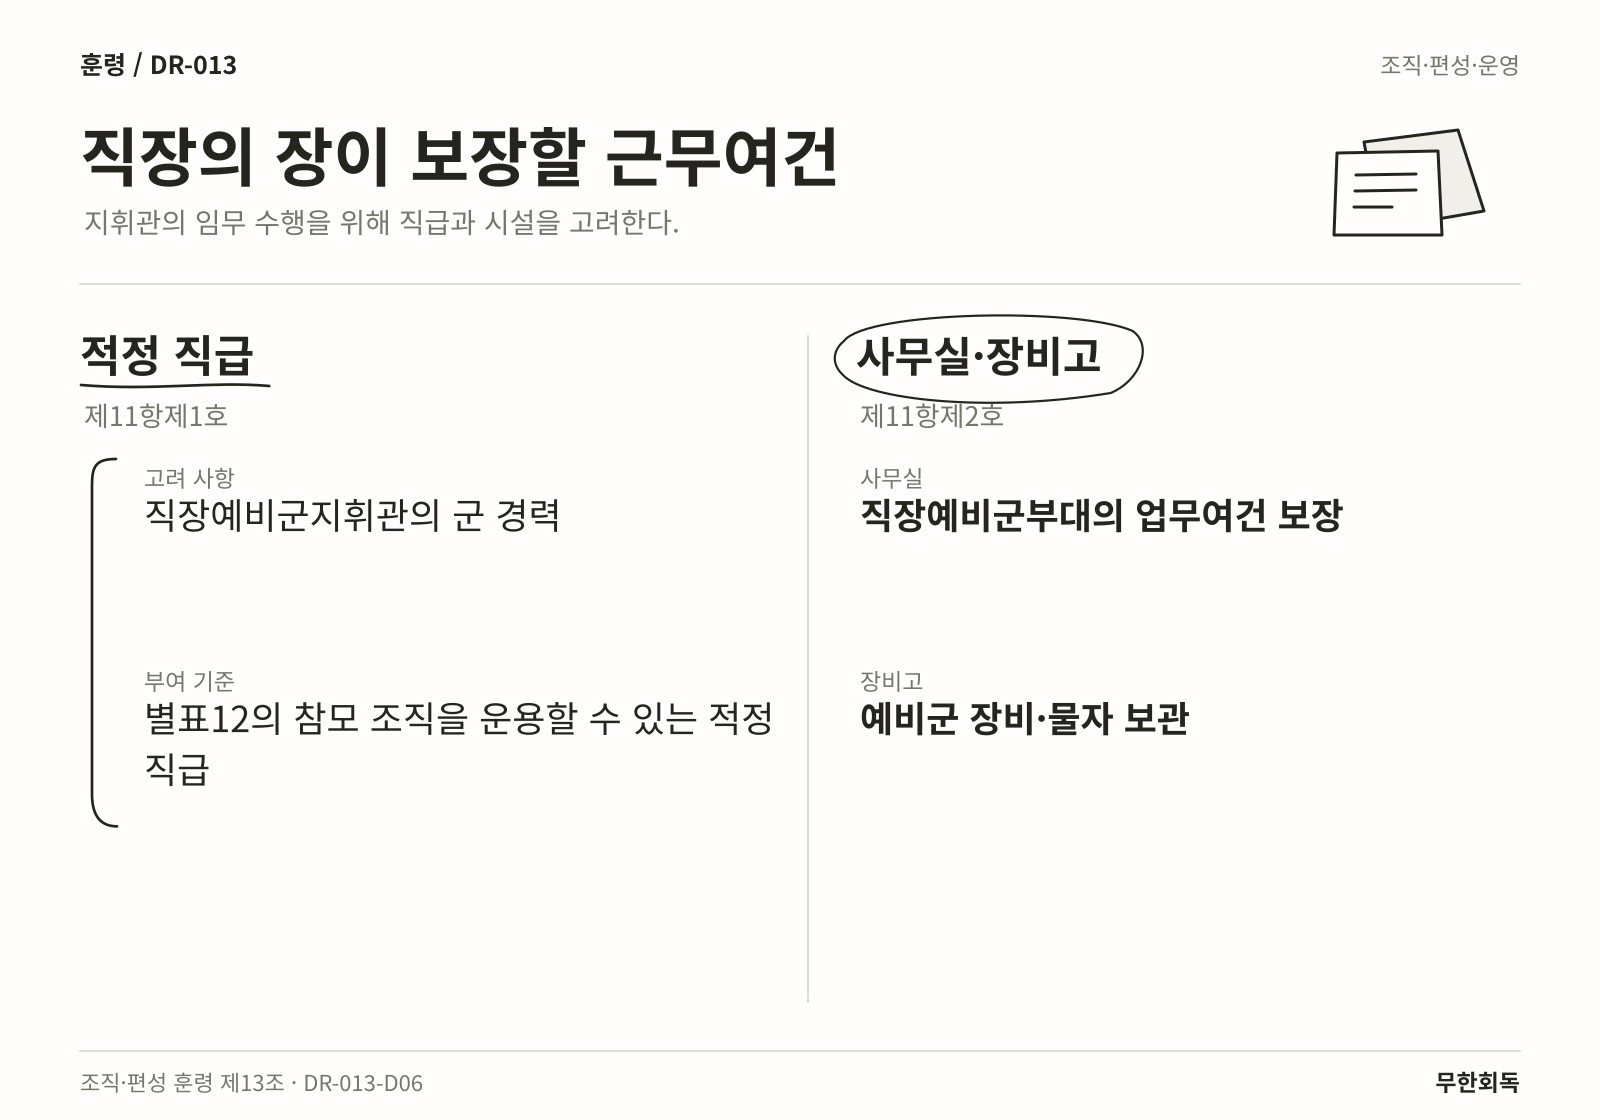 훈령 / DR-013
조직·편성·운영
직장의 장이 보장할 근무여건
지휘관의 임무 수행을 위해 직급과 시설을 고려한다.
적정 직급
제11항제1호
고려 사항
직장예비군지휘관의 군 경력
부여 기준
별표12의 참모 조직을 운용할 수 있는 적정
직급
사무실·장비고
제11항제2호
사무실
직장예비군부대의 업무여건 보장
장비고
예비군 장비·물자 보관
조직·편성 훈령 제13조 · DR-013-D06
무한회독